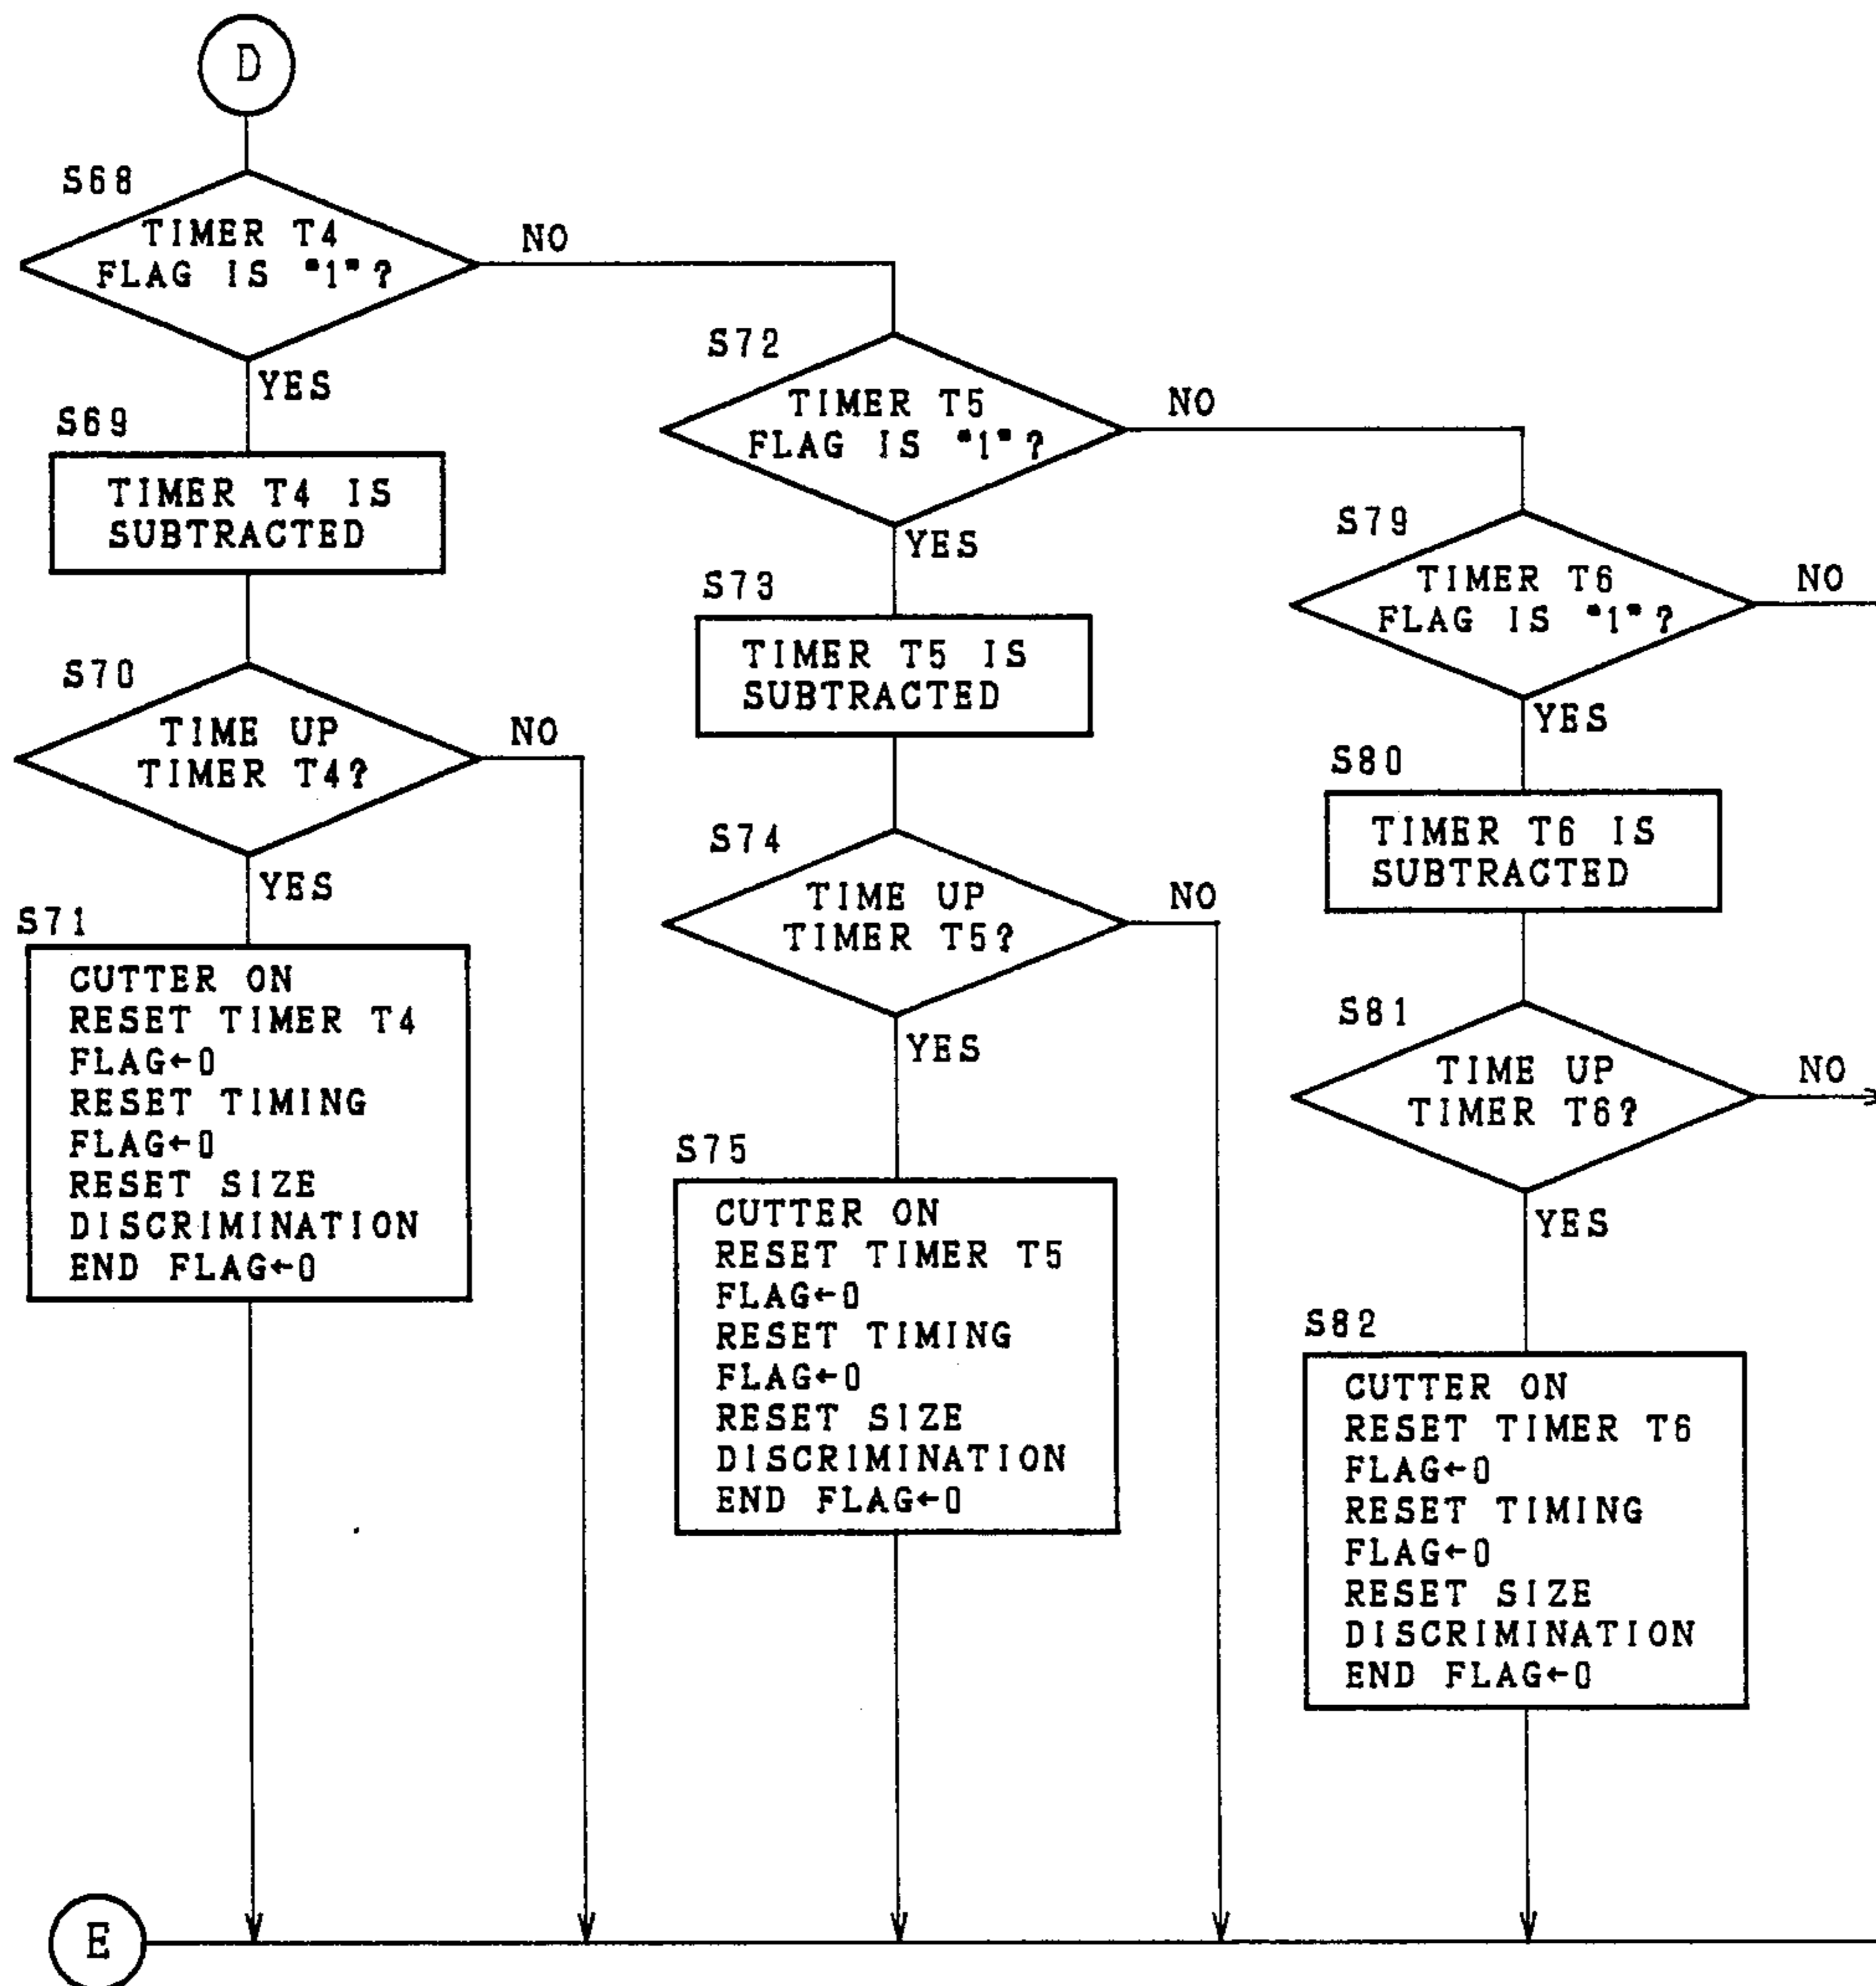 D
S68
TIMER T4
FLAG IS "1"?
NO
YES
S69
TIMER T4 IS
SUBTRACTED
S70
TIME UP
TIMER T4?
NO
YES
S71
CUTTER ON
RESET TIMER T4
FLAG←0
RESET TIMING
FLAG←0
RESET SIZE
DISCRIMINATION
END FLAG←0
S72
TIMER T5
FLAG IS "1"?
NO
YES
S73
TIMER T5 IS
SUBTRACTED
S74
TIME UP
TIMER T5?
NO
YES
S75
CUTTER ON
RESET TIMER T5
FLAG←0
RESET TIMING
FLAG←0
RESET SIZE
DISCRIMINATION
END FLAG←0
S79
TIMER T6
FLAG IS "1"?
NO
YES
S80
TIMER T6 IS
SUBTRACTED
S81
TIME UP
TIMER T6?
NO
YES
S82
CUTTER ON
RESET TIMER T6
FLAG←0
RESET TIMING
FLAG←0
RESET SIZE
DISCRIMINATION
END FLAG←0
E